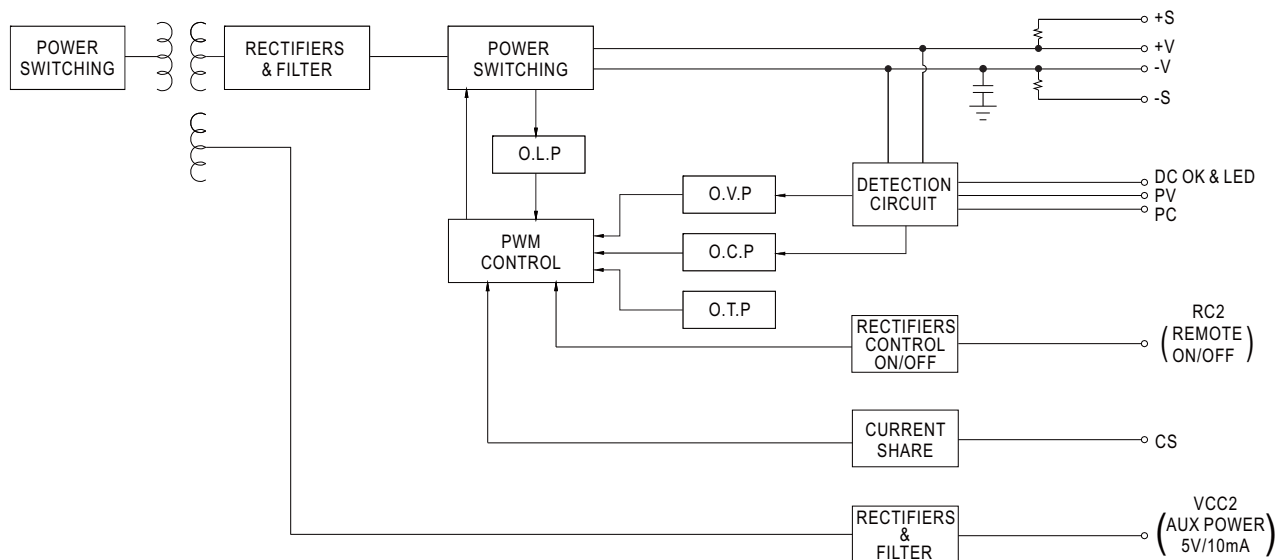 POWER
SWITCHING
RECTIFIERS
& FILTER
POWER
SWITCHING
+S
+V
-V
-S
O.L.P
O.V.P
DETECTION
CIRCUIT
DC OK & LED
PV
PC
PWM
CONTROL
O.C.P
O.T.P
RECTIFIERS
CONTROL
ON/OFF
RC2
(REMOTE
ON/OFF)
CURRENT
SHARE
CS
RECTIFIERS
&
FILTER
VCC2
(AUX POWER
5V/10mA)